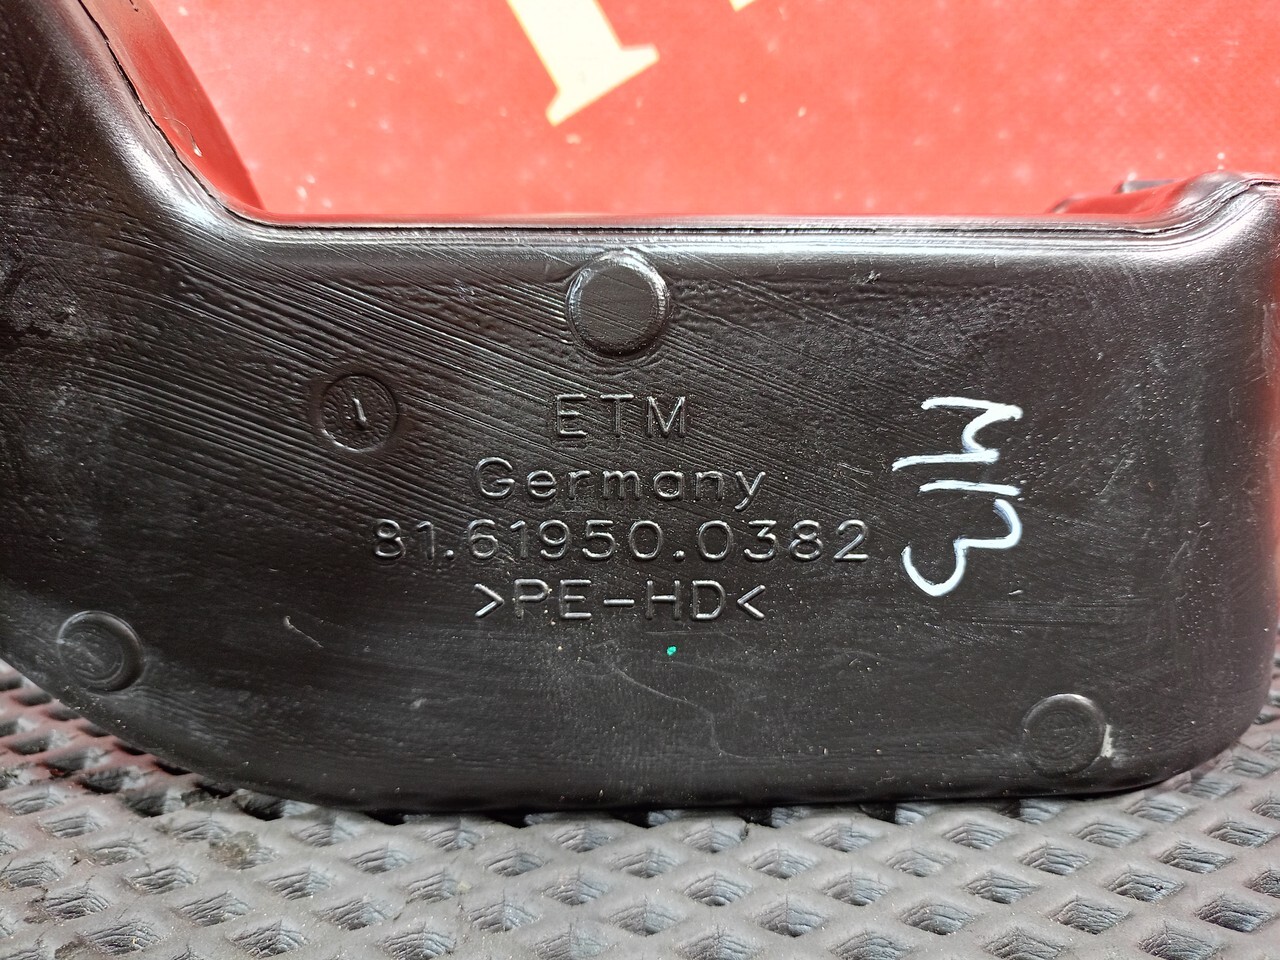 ETM
Germany
81.61950.0382
>PE-HD<
M13